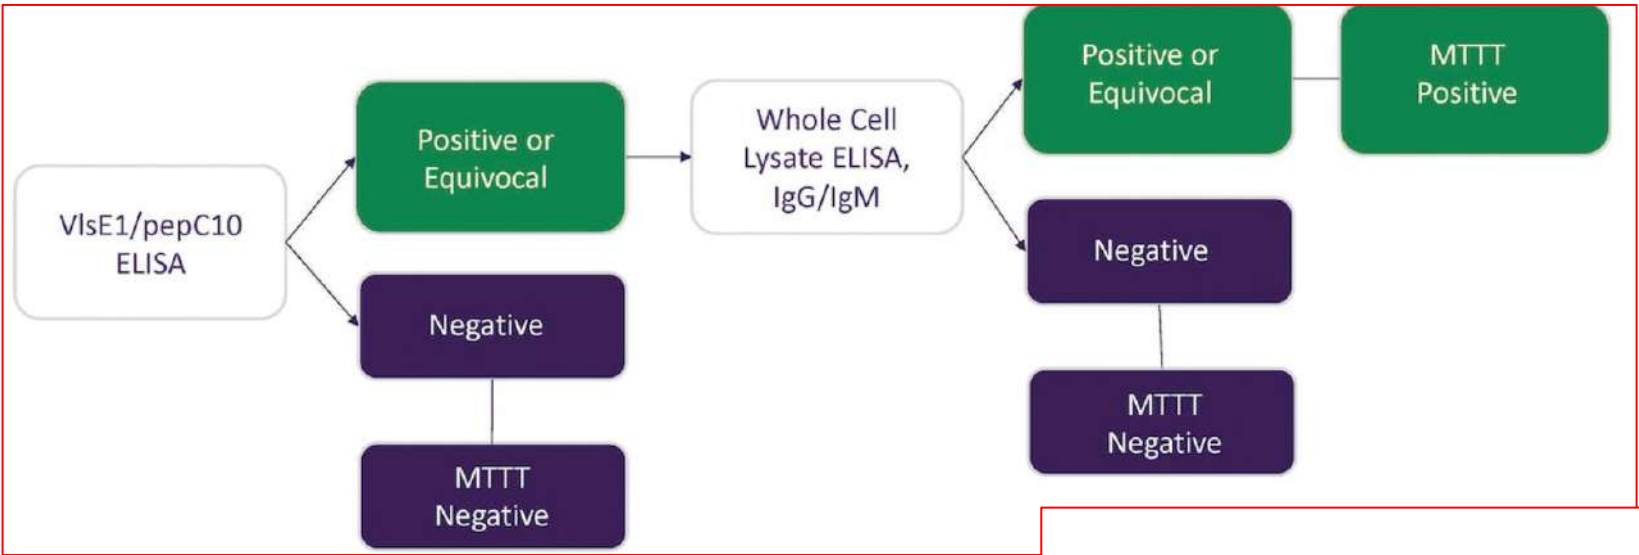 VlsE1/pepC10
ELISA
Positive or
Equivocal
Negative
MTTT
Negative
Whole Cell
Lysate ELISA,
IgG/IgM
Positive or
Equivocal
MTTT
Positive
Negative
MTTT
Negative